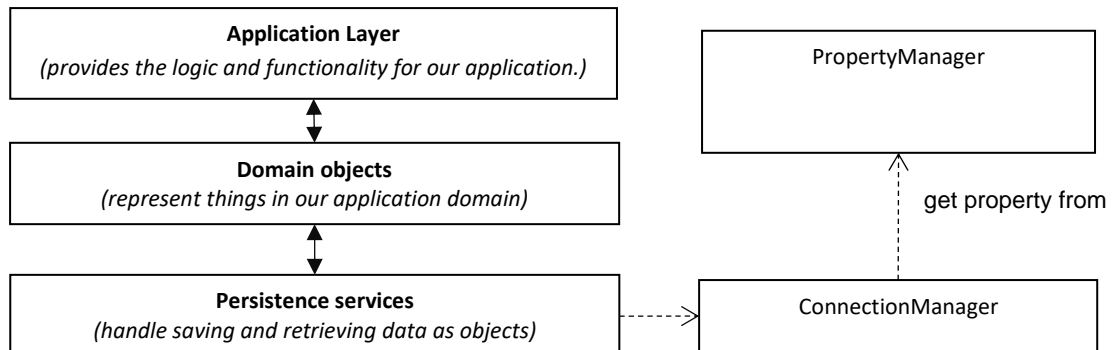 Application Layer
(provides the logic and functionality for our application.)
PropertyManager
Domain objects
(represent things in our application domain)
get property from
Persistence services
(handle saving and retrieving data as objects)
ConnectionManager